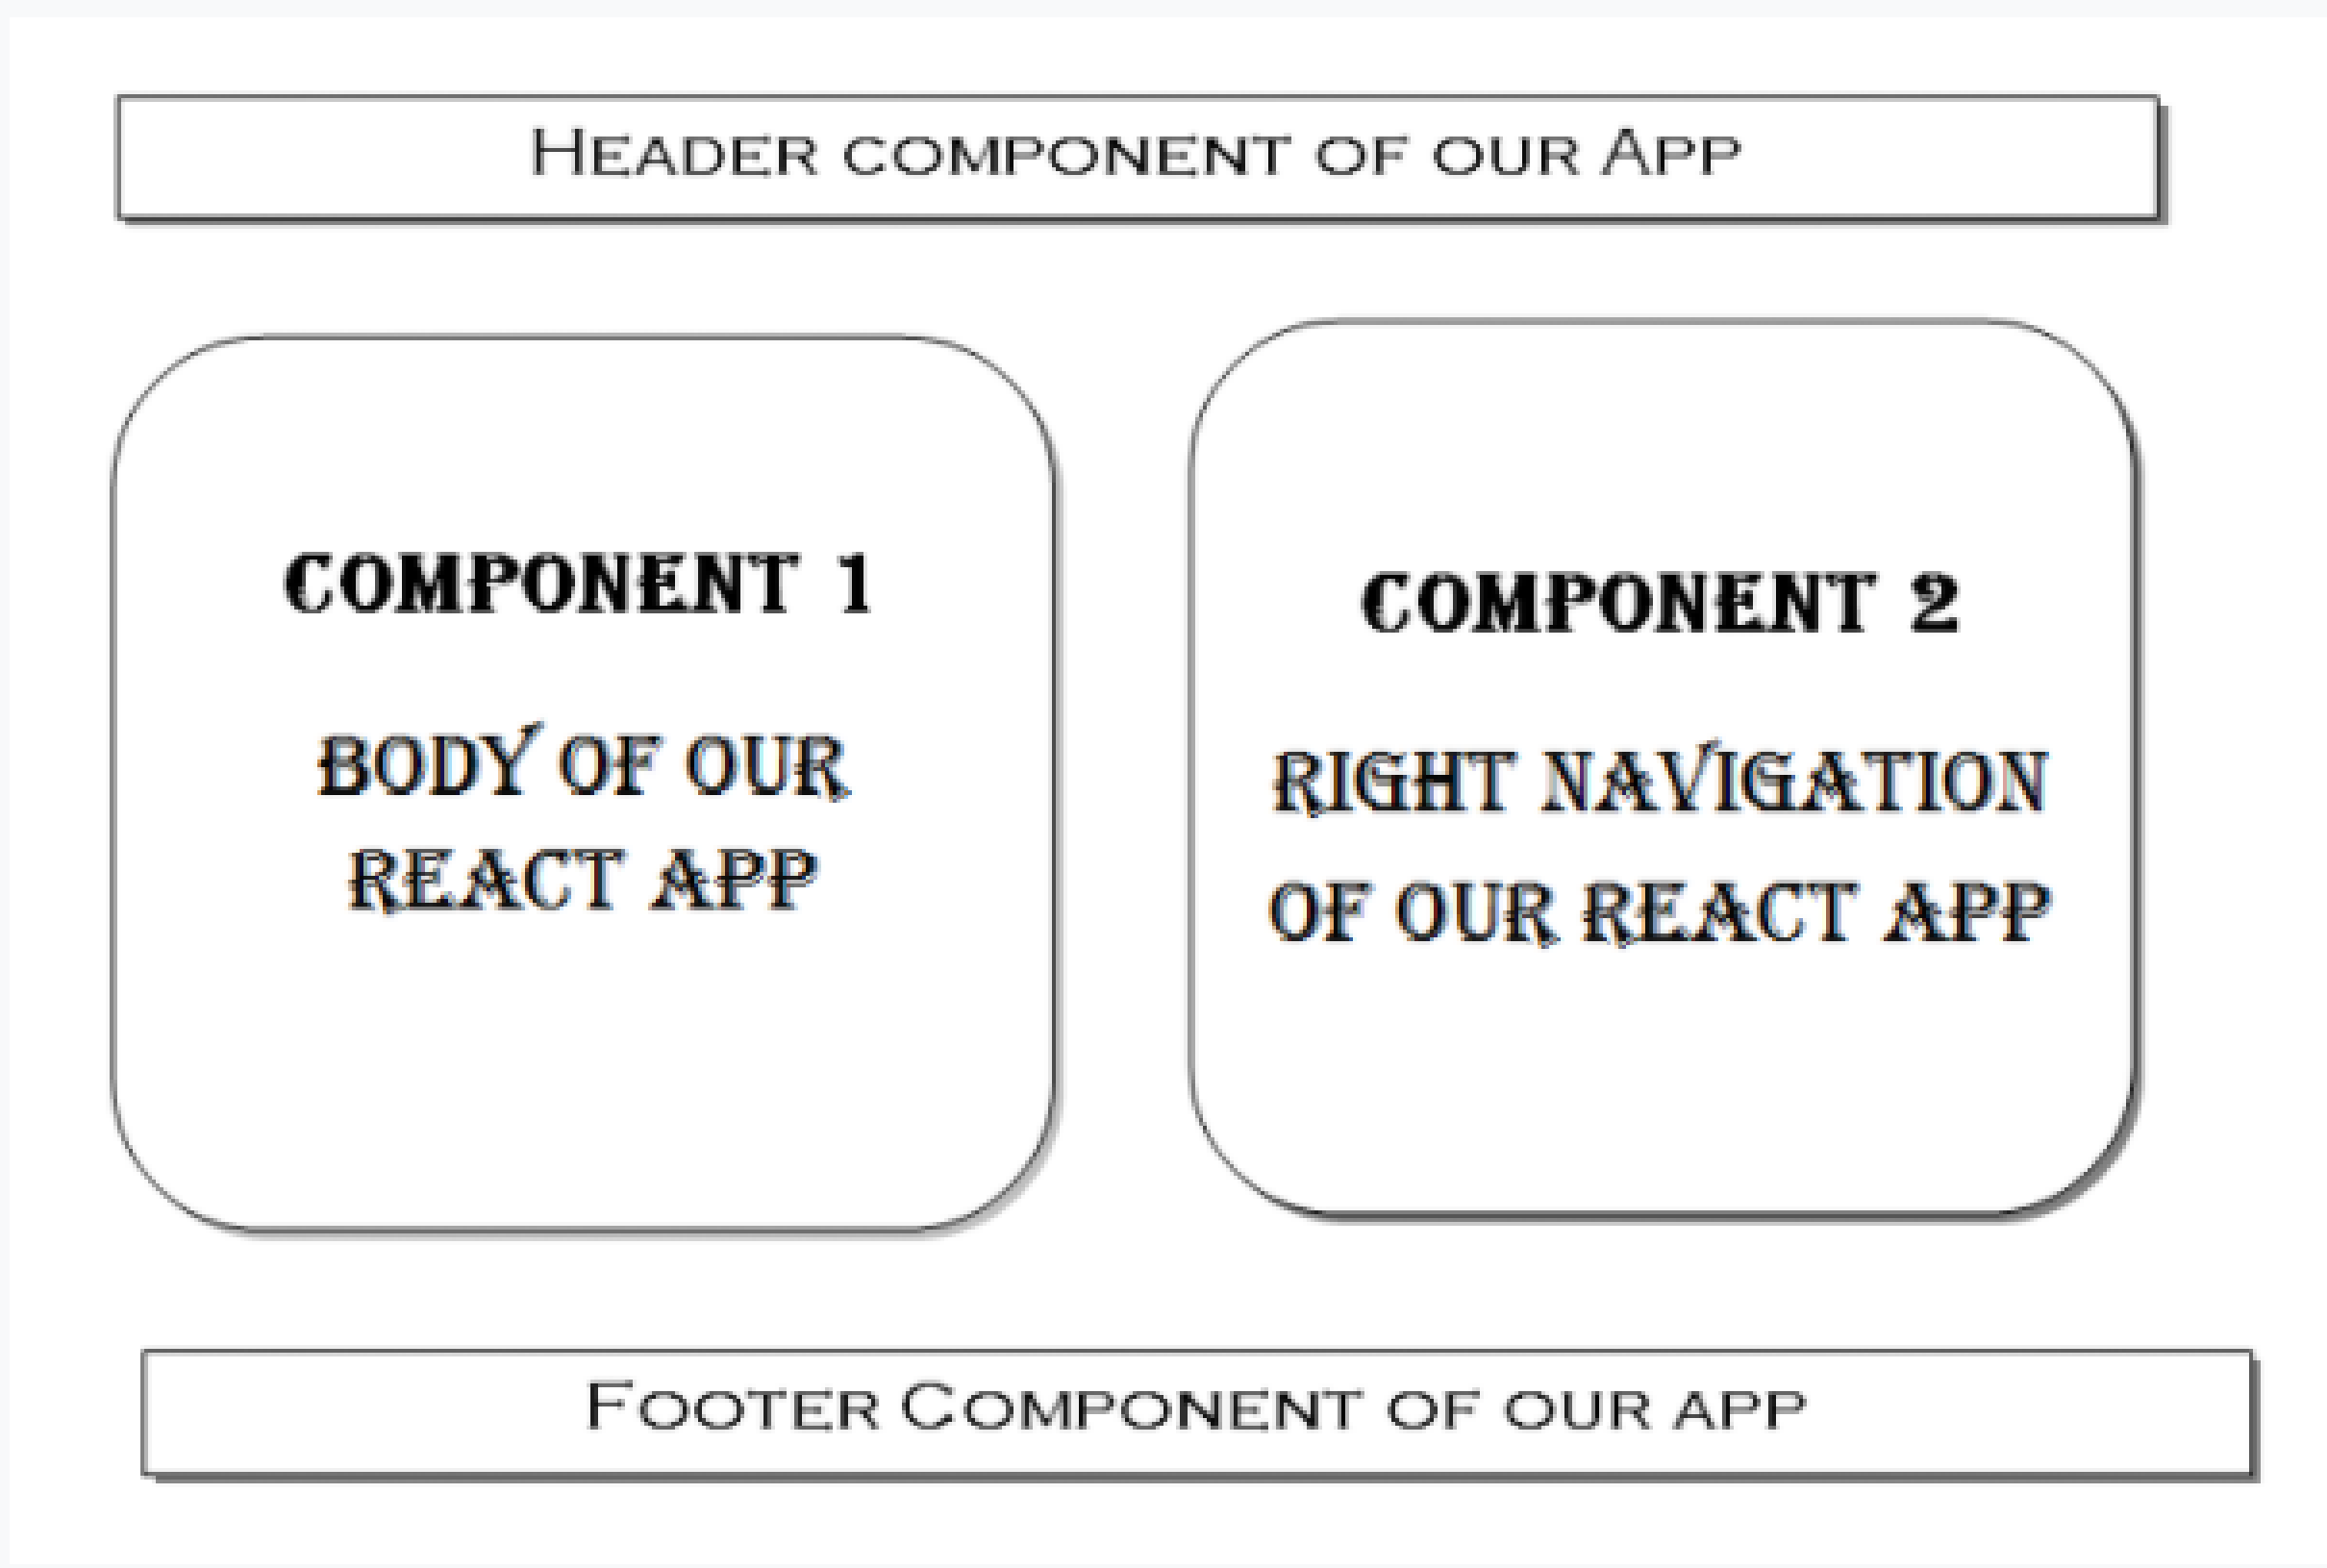 Header component of our App
COMPONENT 1
BODY OF OUR
REACT APP
COMPONENT 2
RIGHT NAVIGATION
OF OUR REACT APP
Footer Component of our app